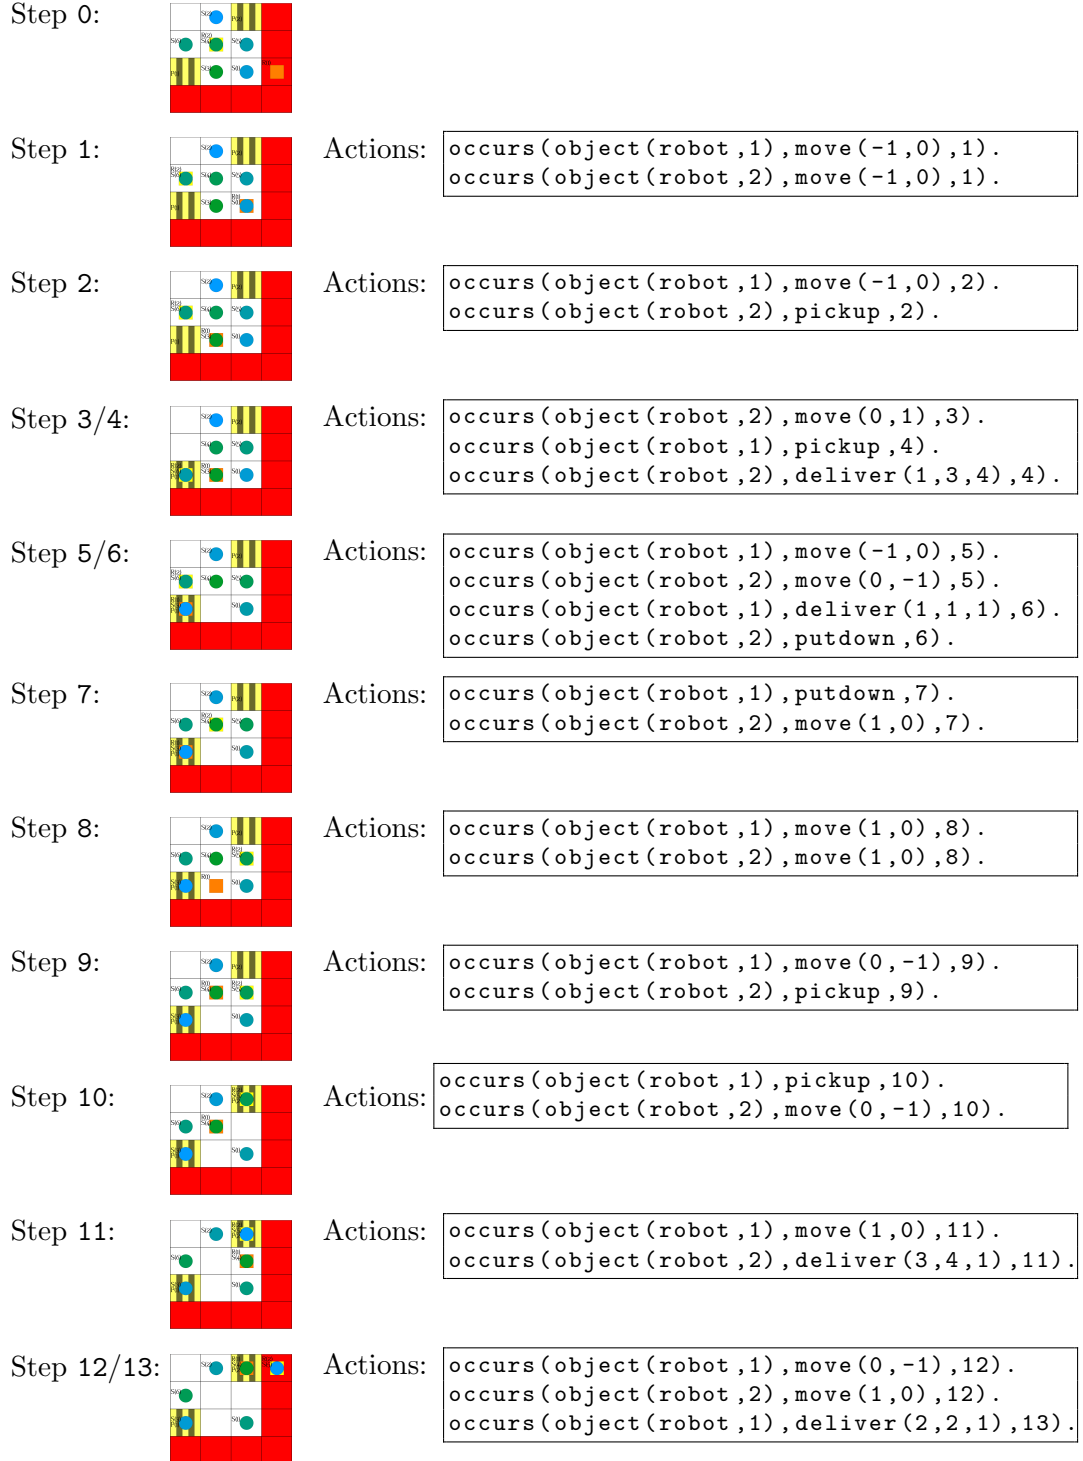 Step 0:
Step 1:
Actions:
occurs(object(robot,1),move(-1,0),1).
occurs(object(robot,2),move(-1,0),1).
Step 2:
Actions:
occurs(object(robot,1),move(-1,0),2).
occurs(object(robot,2),pickup,2).
Step 3/4:
Actions:
occurs(object(robot,2),move(0,1),3).
occurs(object(robot,1),pickup,4).
occurs(object(robot,2),deliver(1,3,4),4).
Step 5/6:
Actions:
occurs(object(robot,1),move(-1,0),5).
occurs(object(robot,2),move(0,-1),5).
occurs(object(robot,1),deliver(1,1,1),6).
occurs(object(robot,2),putdown,6).
Step 7:
Actions:
occurs(object(robot,1),putdown,7).
occurs(object(robot,2),move(1,0),7).
Step 8:
Actions:
occurs(object(robot,1),move(1,0),8).
occurs(object(robot,2),move(1,0),8).
Step 9:
Actions:
occurs(object(robot,1),move(0,-1),9).
occurs(object(robot,2),pickup,9).
Step 10:
Actions:
occurs(object(robot,1),pickup,10).
occurs(object(robot,2),move(0,-1),10).
Step 11:
Actions:
occurs(object(robot,1),move(1,0),11).
occurs(object(robot,2),deliver(3,4,1),11).
Step 12/13:
Actions:
occurs(object(robot,1),move(0,-1),12).
occurs(object(robot,2),move(1,0),12).
occurs(object(robot,1),deliver(2,2,1),13).